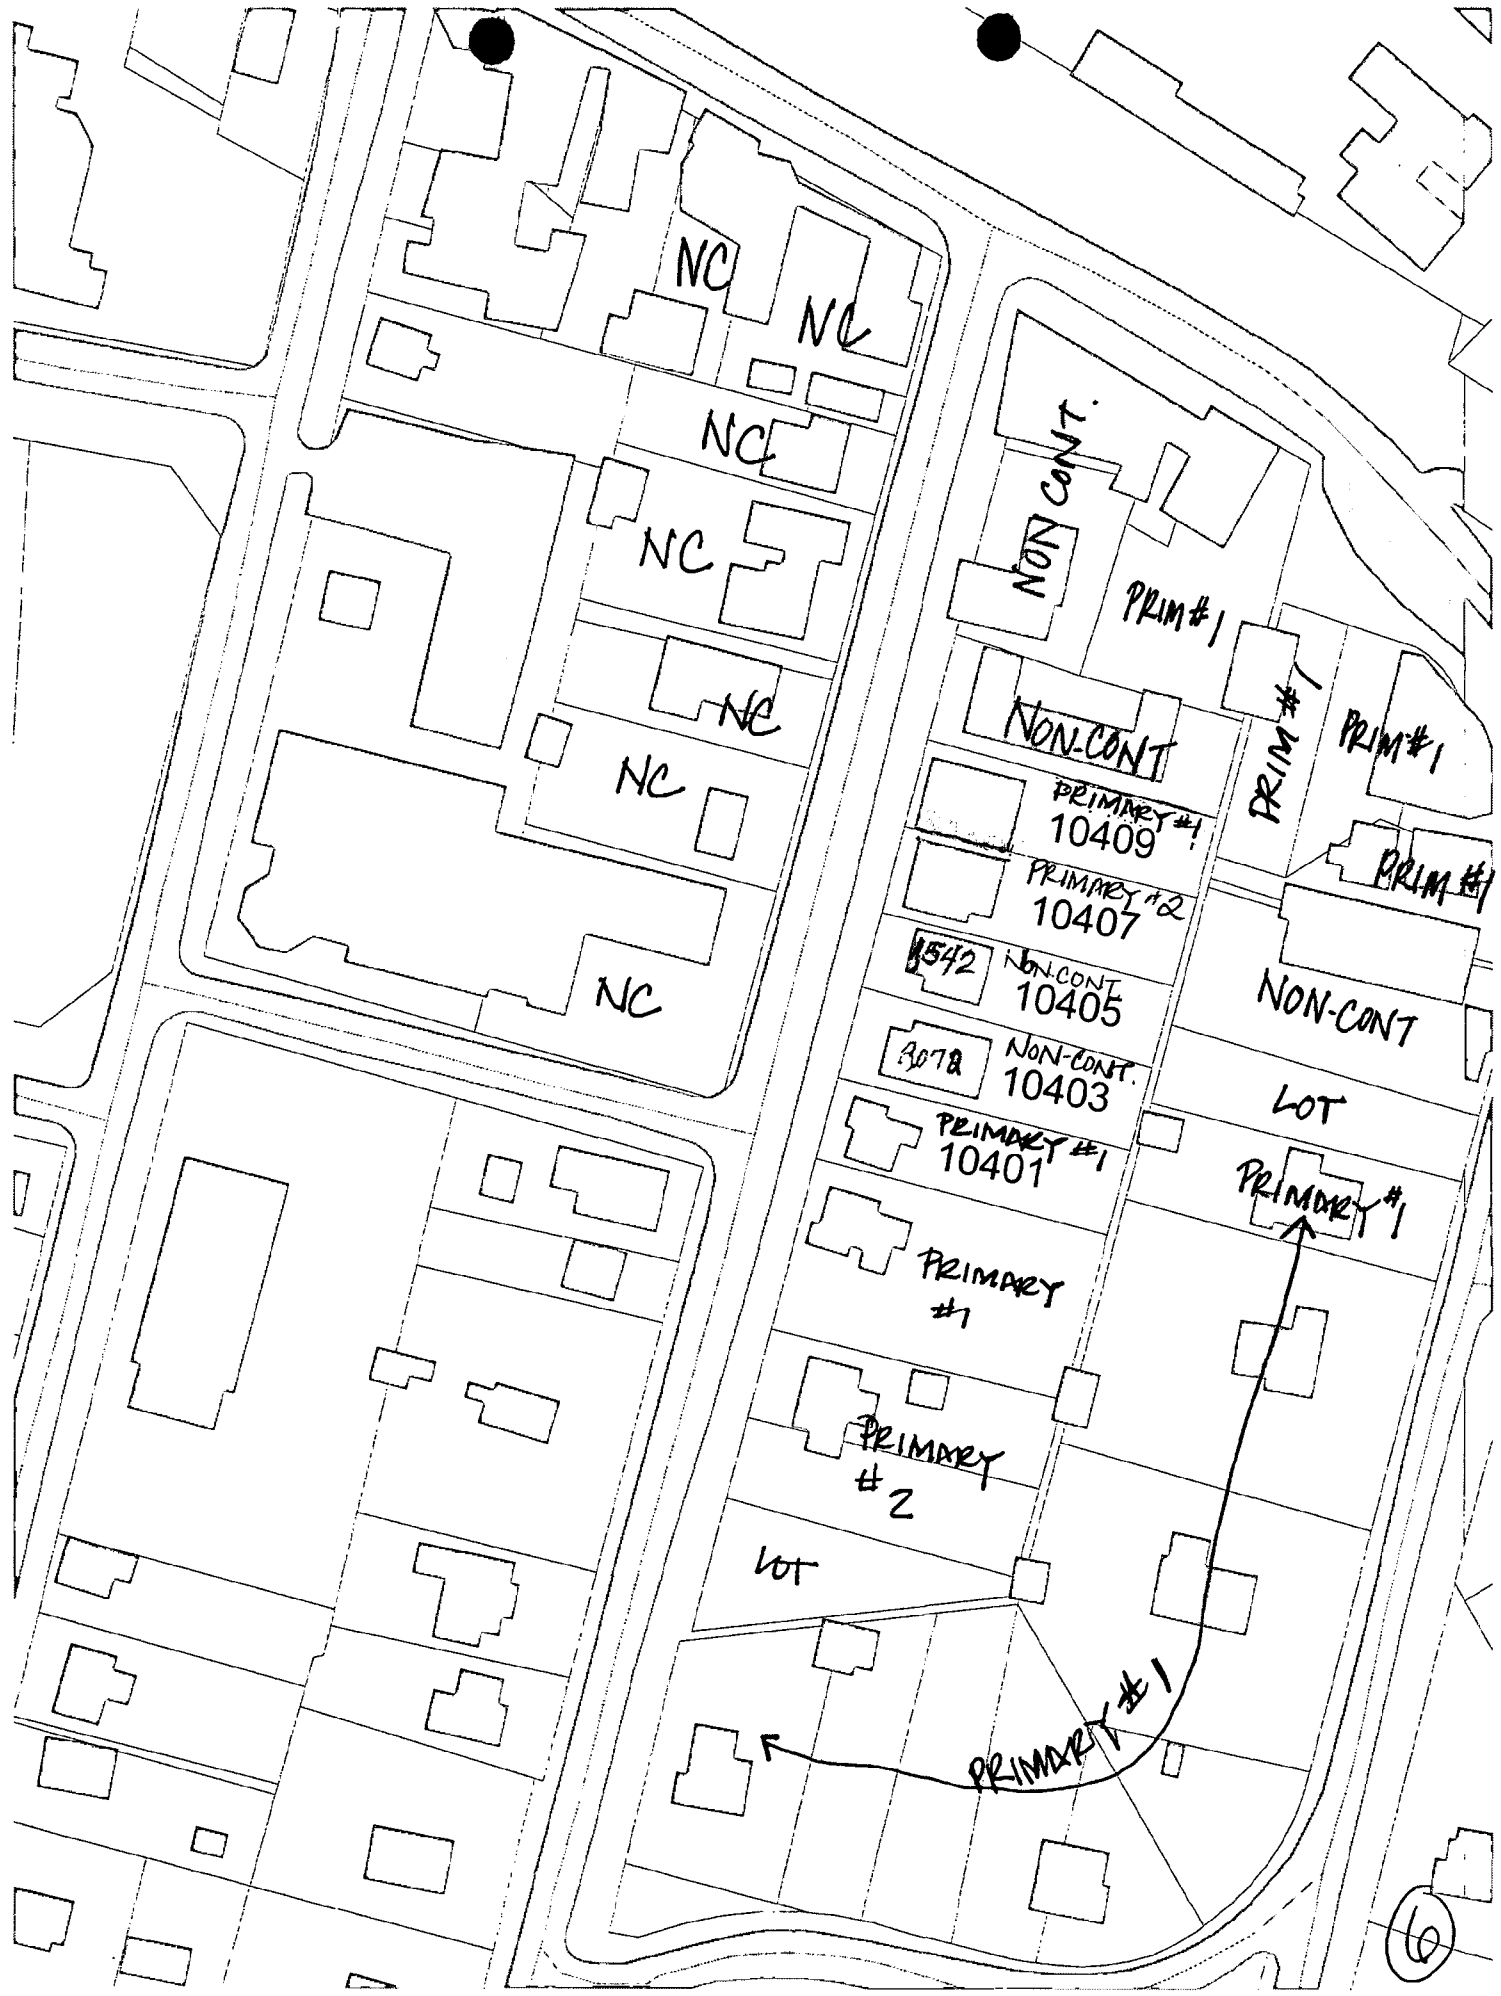 NC
NC
NC
NC
NC
NC
NC
NON CONT.
PRIM #1
PRIM #1
PRIM #1
PRIM #1
NON-CONT
PRIMARY #1
10409
PRIMARY #2
10407
NON-CONT
10405
NON-CONT.
10403
PRIMARY #1
10401
NON-CONT
LOT
PRIMARY #1
PRIMARY
#1
PRIMARY
# 2
LOT
PRIMARY #1
6